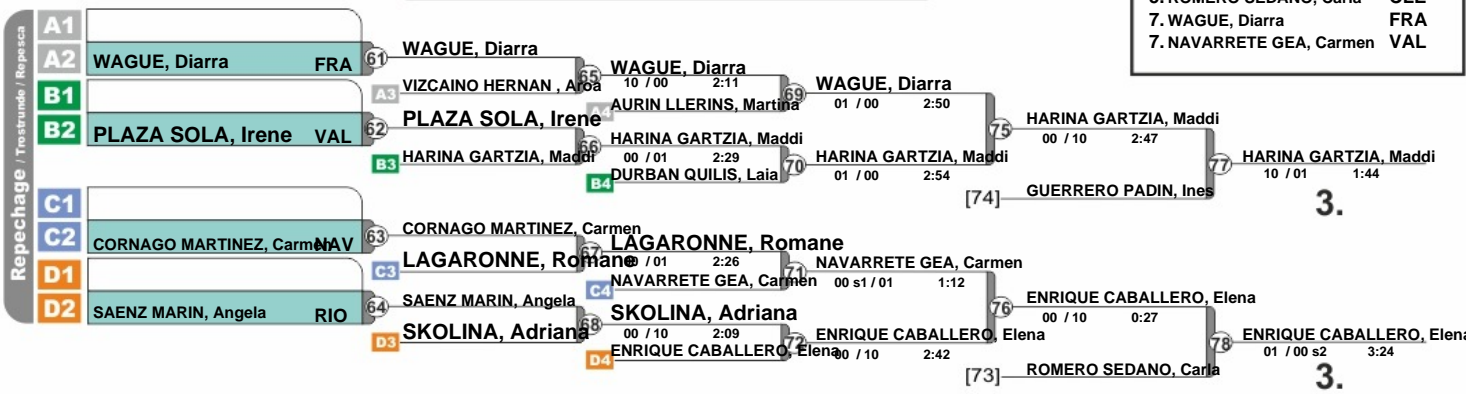 Repechage / Trostrunde / Repesca
A1
A2 WAGUE, Diarra FRA
B1
B2 PLAZA SOLA, Irene VAL
C1
C2 CORNAGO MARTINEZ, Carmen NAV
D1
D2 SAENZ MARIN, Angela RIO
61 WAGUE, Diarra
A3 VIZCAINO HERNAN , Aroa
62 PLAZA SOLA, Irene
B3 HARINA GARTZIA, Maddi
63 CORNAGO MARTINEZ, Carmen
C3 LAGARONNE, Romane
64 SAENZ MARIN, Angela
D3 SKOLINA, Adriana
65 WAGUE, Diarra
10 / 00 2:11
A4 AURIN LLERINS, Martina
66 HARINA GARTZIA, Maddi
00 / 01 2:29
B4 DURBAN QUILIS, Laia
67 LAGARONNE, Romane
/ 01 2:26
C4 NAVARRETE GEA, Carmen
68 SKOLINA, Adriana
00 / 10 2:09
D4 ENRIQUE CABALLERO, Elena
69 WAGUE, Diarra
01 / 00 2:50
70 HARINA GARTZIA, Maddi
01 / 00 2:54
71 NAVARRETE GEA, Carmen
00 s1 / 01 1:12
72 ENRIQUE CABALLERO, Elena
00 / 10 2:42
75 HARINA GARTZIA, Maddi
00 / 10 2:47
[74] GUERRERO PADIN, Ines
76 ENRIQUE CABALLERO, Elena
00 / 10 0:27
[73] ROMERO SEDANO, Carla
77 HARINA GARTZIA, Maddi
10 / 01 1:44
3.
78 ENRIQUE CABALLERO, Elena
01 / 00 s2 3:24
3.
ROMERO SEDANO, Carla
7. WAGUE, Diarra FRA
7. NAVARRETE GEA, Carmen VAL